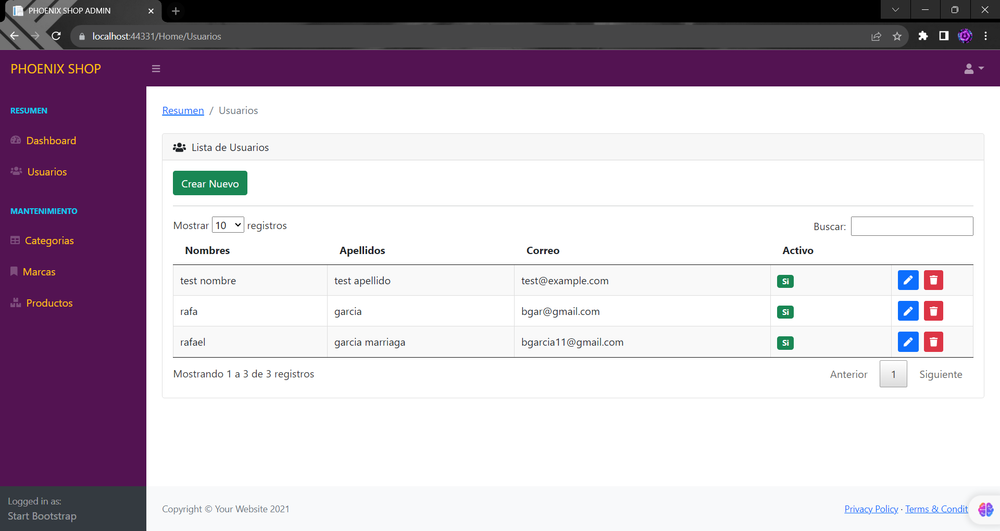 PHOENIX SHOP ADMIN
localhost:44331/Home/Usuarios
PHOENIX SHOP
RESUMEN
Dashboard
Usuarios
MANTENIMIENTO
Categorias
Marcas
Productos
Logged in as:
Start Bootstrap
Resumen / Usuarios
Lista de Usuarios
Crear Nuevo
Mostrar 10 registros Buscar:
Nombres Apellidos Correo Activo
test nombre test apellido test@example.com Si
rafa garcia bgar@gmail.com Si
rafael garcia marriaga bgarcia11@gmail.com Si
Mostrando 1 a 3 de 3 registros Anterior 1 Siguiente
Copyright © Your Website 2021 Privacy Policy · Terms & Condit